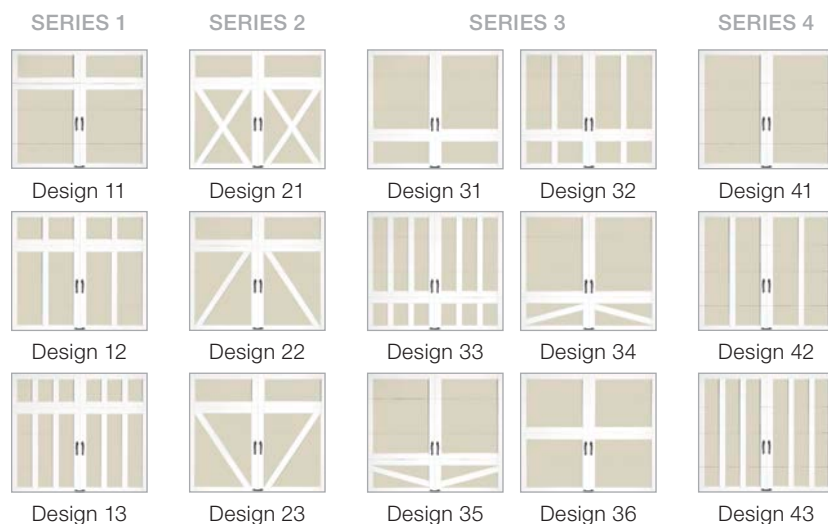 SERIES 1 SERIES 2 SERIES 3 SERIES 4
Design 11 Design 21 Design 31 Design 32 Design 41
Design 12 Design 22 Design 33 Design 34 Design 42
Design 13 Design 23 Design 35 Design 36 Design 43